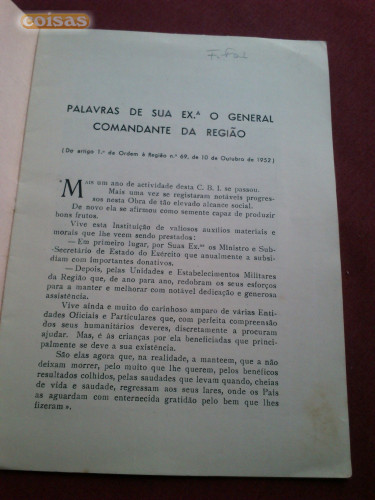 coisas
PALAVRAS DE SUA EX.ᴬ O GENERAL
COMANDANTE DA REGIÃO
(Do artigo 1.º da Ordem à Região n.º 69, de 10 de Outubro de 1953)
«MAIS um ano de actividade desta C. B. I. se passou.
Mais uma vez se registaram notáveis progres-
sos nesta Obra de tão elevado alcance social.
De novo ela se afirmou como semente capaz de produzir
bons frutos.
Vive esta Instituição de valiosos auxílios materiais e
morais que lhe veem sendo prestados:
— Em primeiro lugar, por Suas Ex.ᵃˢ os Ministro e Sub-
-Secretário de Estado do Exército que anualmente a subsi-
diam com importantes donativos.
— Depois, pelas Unidades e Estabelecimentos Militares
da Região que, de ano para ano, redobram os seus esforços
para a manter e melhorar com notável dedicação e generosa
assistência.
Vive ainda e muito do carinhoso amparo de várias Enti-
dades Oficiais e Particulares que, com perfeita compreensão
dos seus humanitários deveres, discretamente a procuram
ajudar. Mas, é às crianças por ela beneficiadas que princi-
palmente se deve a sua existência.
São elas agora que, na realidade, a manteem, que a não
deixam morrer, pelo muito que lhe querem, pelos benéficos
resultados colhidos, pelas saudades que levam quando, cheias
de vida e saudade, regressam aos seus lares, onde os Pais
as aguardam com enternecida gratidão pelo bem que lhes
fizeram».